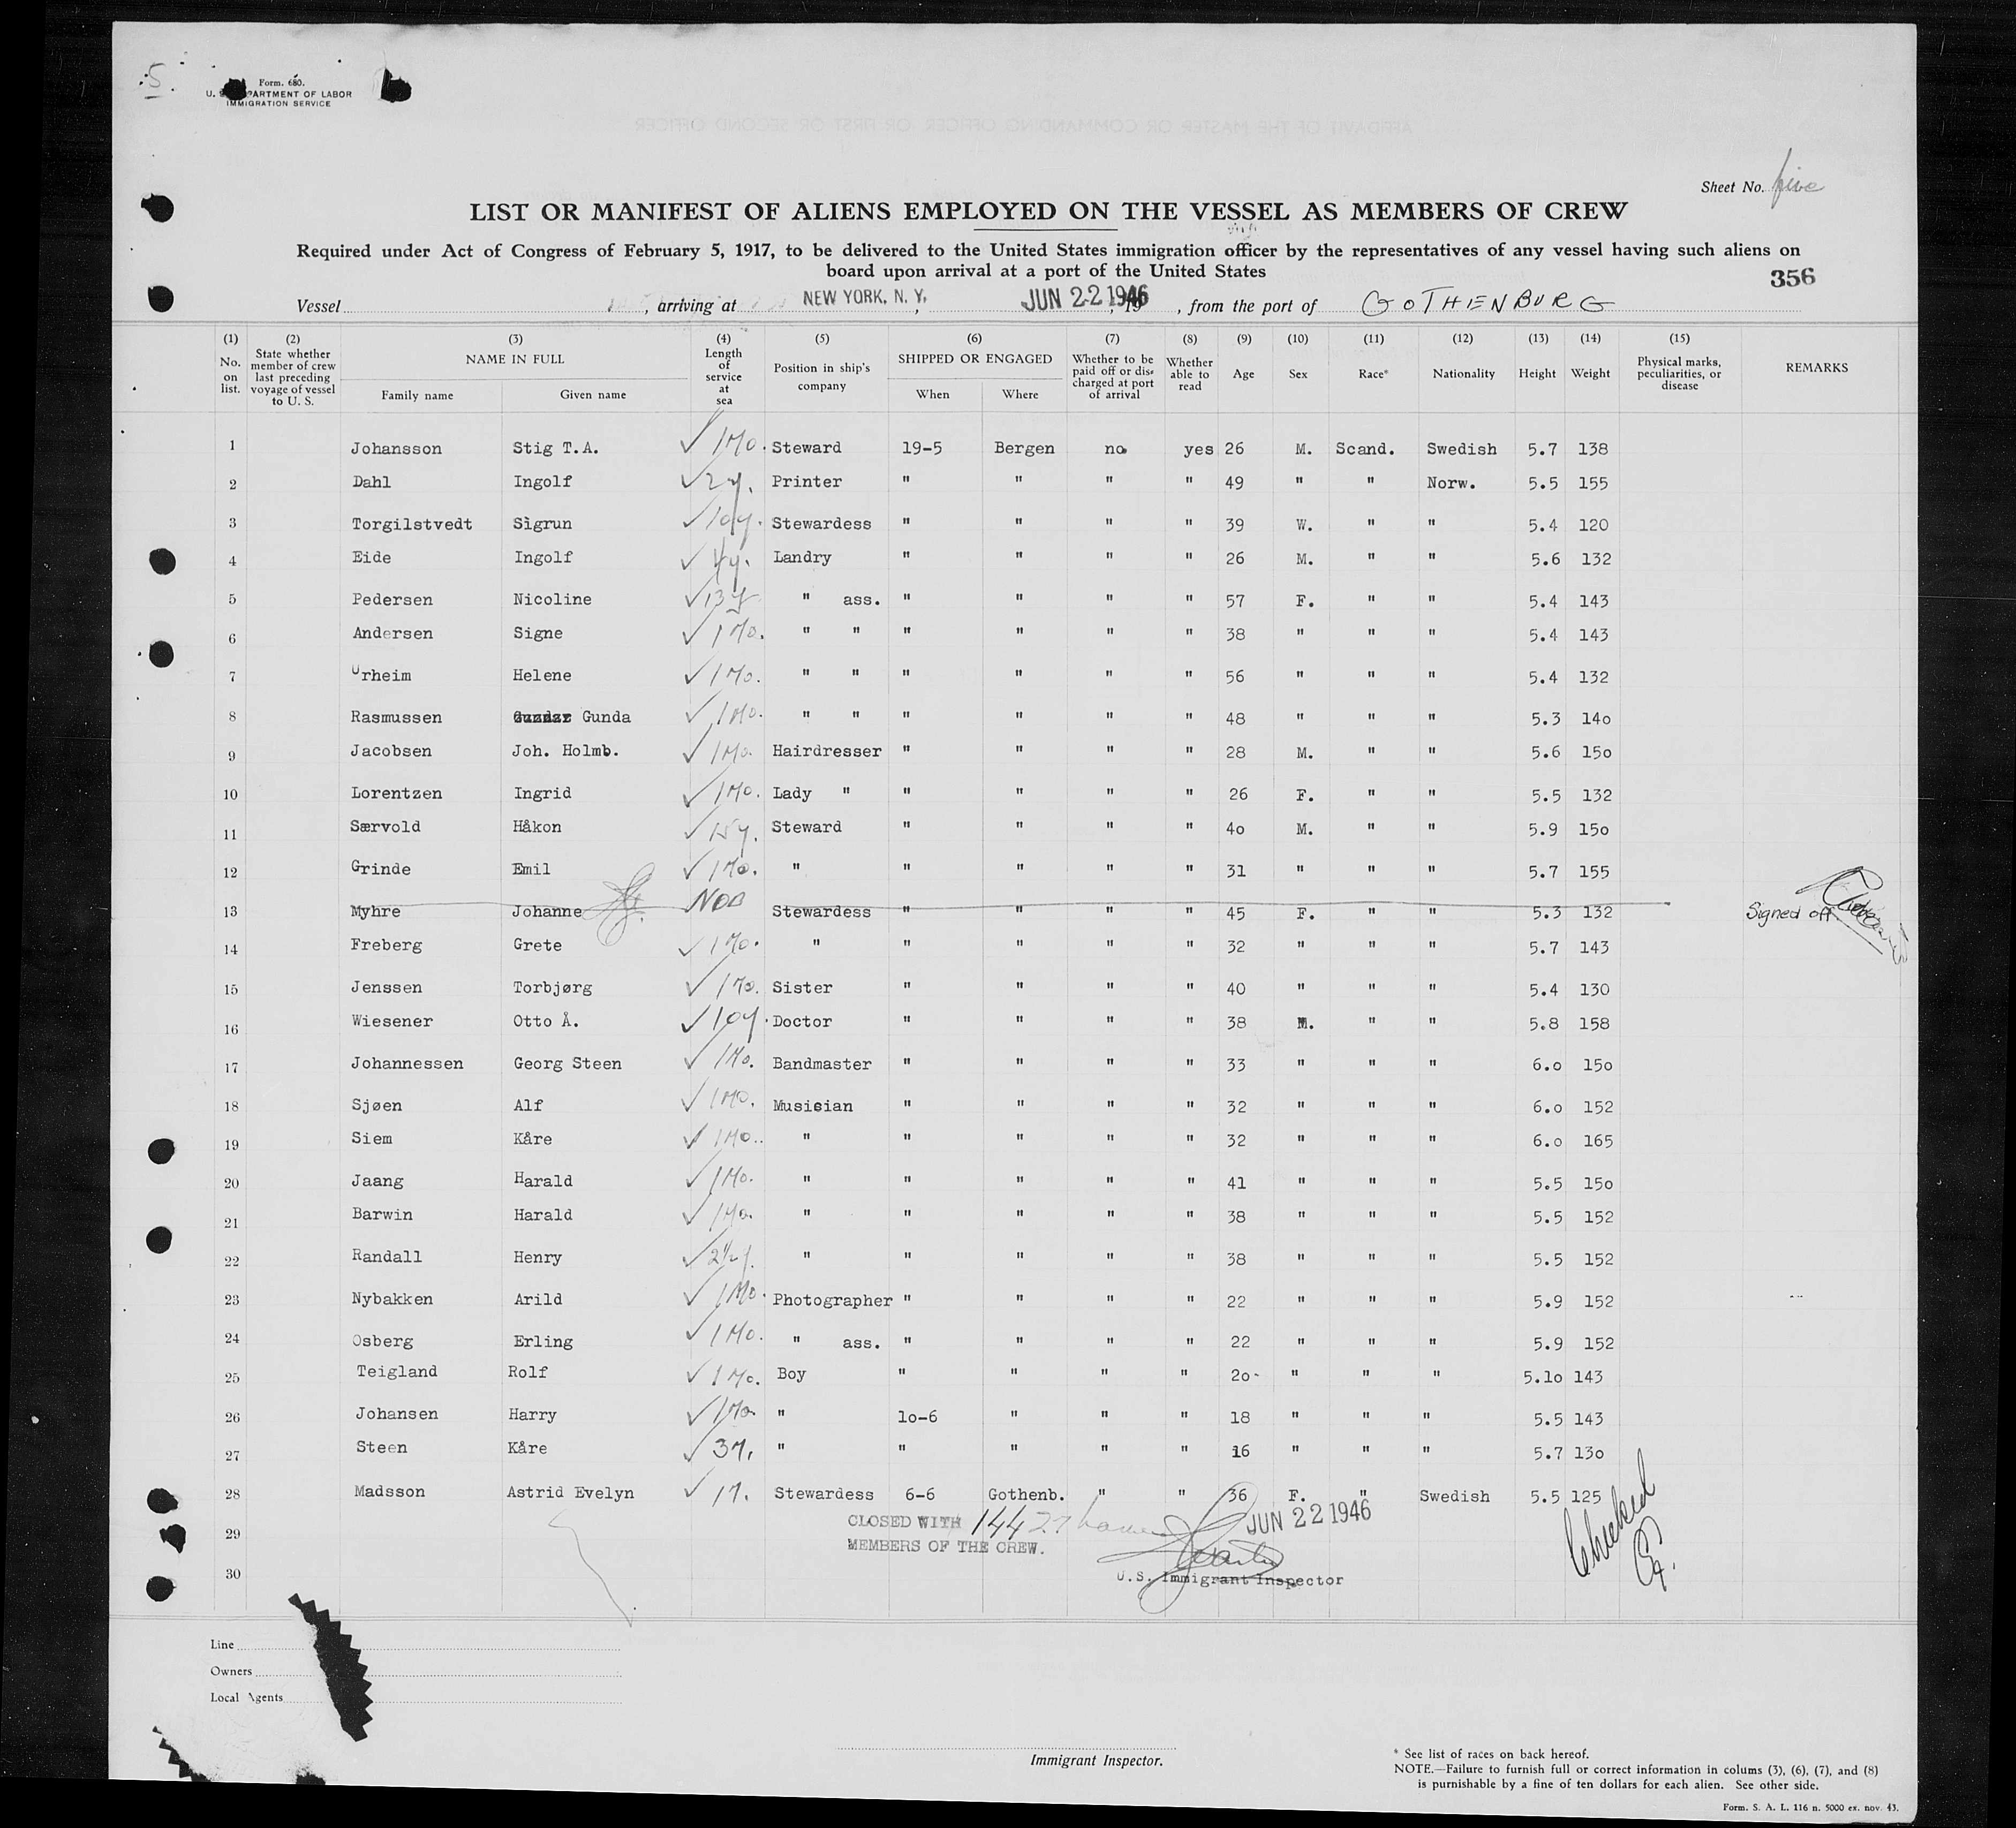 5
Form. 680.
U. S. DEPARTMENT OF LABOR
IMMIGRATION SERVICE
Sheet No. five
LIST OR MANIFEST OF ALIENS EMPLOYED ON THE VESSEL AS MEMBERS OF CREW
Required under Act of Congress of February 5, 1917, to be delivered to the United States immigration officer by the representatives of any vessel having such aliens on
board upon arrival at a port of the United States
356
Vessel , arriving at NEW YORK, N. Y. , JUN 22 1946 , 19 , from the port of GOTHENBURG
(1) No. on list. (2) State whether member of crew last preceding voyage of vessel to U. S. (3) NAME IN FULL Family name Given name (4) Length of service at sea (5) Position in ship's company (6) SHIPPED OR ENGAGED When Where (7) Whether to be paid off or discharged at port of arrival (8) Whether able to read (9) Age (10) Sex (11) Race* (12) Nationality (13) Height (14) Weight (15) Physical marks, peculiarities, or disease REMARKS
1 Johansson Stig T.A. ✓ 1 Mo. Steward 19-5 Bergen no yes 26 M. Scand. Swedish 5.7 138
2 Dahl Ingolf ✓ 2 y. Printer " " " " 49 " " Norw. 5.5 155
3 Torgilstvedt Sigrun ✓ 10 y. Stewardess " " " " 39 W. " " 5.4 120
4 Eide Ingolf ✓ 4 y. Landry " " " " 26 M. " " 5.6 132
5 Pedersen Nicoline ✓ 13 y " ass. " " " " 57 F. " " 5.4 143
6 Andersen Signe ✓ 1 Mo. " " " " " " 38 " " " 5.4 143
7 Urheim Helene ✓ 1 Mo. " " " " " " 56 " " " 5.4 132
8 Rasmussen Gunda ✓ 1 Mo. " " " " " " 48 " " " 5.3 14o
9 Jacobsen Joh. Holmb. ✓ 1 Mo. Hairdresser " " " " 28 M. " " 5.6 15o
10 Lorentzen Ingrid ✓ 1 Mo. Lady " " " " " 26 F. " " 5.5 132
11 Særvold Håkon ✓ 15 y. Steward " " " " 4o M. " " 5.9 15o
12 Grinde Emil ✓ 1 Mo. " " " " " 31 " " " 5.7 155
13 Myhre Johanne NOB Stewardess " " " " 45 F. " " 5.3 132 Signed off
14 Freberg Grete ✓ 1 Mo. " " " " " 32 " " " 5.7 143
15 Jenssen Torbjørg ✓ 1 Mo. Sister " " " " 40 " " " 5.4 130
16 Wiesener Otto Å. ✓ 10 y. Doctor " " " " 38 M. " " 5.8 158
17 Johannessen Georg Steen ✓ 1 Mo. Bandmaster " " " " 33 " " " 6.o 15o
18 Sjøen Alf ✓ 1 Mo. Musician " " " " 32 " " " 6.o 152
19 Siem Kåre ✓ 1 Mo. " " " " " 32 " " " 6.o 165
20 Jaang Harald ✓ 1 Mo. " " " " " 41 " " " 5.5 15o
21 Barwin Harald ✓ 1 Mo. " " " " " 38 " " " 5.5 152
22 Randall Henry ✓ 2½ y. " " " " " 38 " " " 5.5 152
23 Nybakken Arild ✓ 1 Mo. Photographer " " " " 22 " " " 5.9 152
24 Osberg Erling ✓ 1 Mo. " ass. " " " " 22 " " " 5.9 152
25 Teigland Rolf ✓ 1 Mo. Boy " " " " 2o- " " " 5.1o 143
26 Johansen Harry ✓ 1 Mo " 1o-6 " " " 18 " " " 5.5 143
27 Steen Kåre ✓ 3 " " " " " 16 " " " 5.7 13o
28 Madsson Astrid Evelyn ✓ 1 Stewardess 6-6 Gothenb. " " 36 F. " Swedish 5.5 125
29 CLOSED WITH 144 27 JUN 22 1946
MEMBERS OF THE CREW.
30 U.S. Immigrant Inspector
Checked
Line
Owners
Local Agents
Immigrant Inspector.
* See list of races on back hereof.
NOTE.—Failure to furnish full or correct information in colums (3), (6), (7), and (8)
is punishable by a fine of ten dollars for each alien. See other side.
Form. S. A. L. 116 n. 5000 ex. nov. 43.